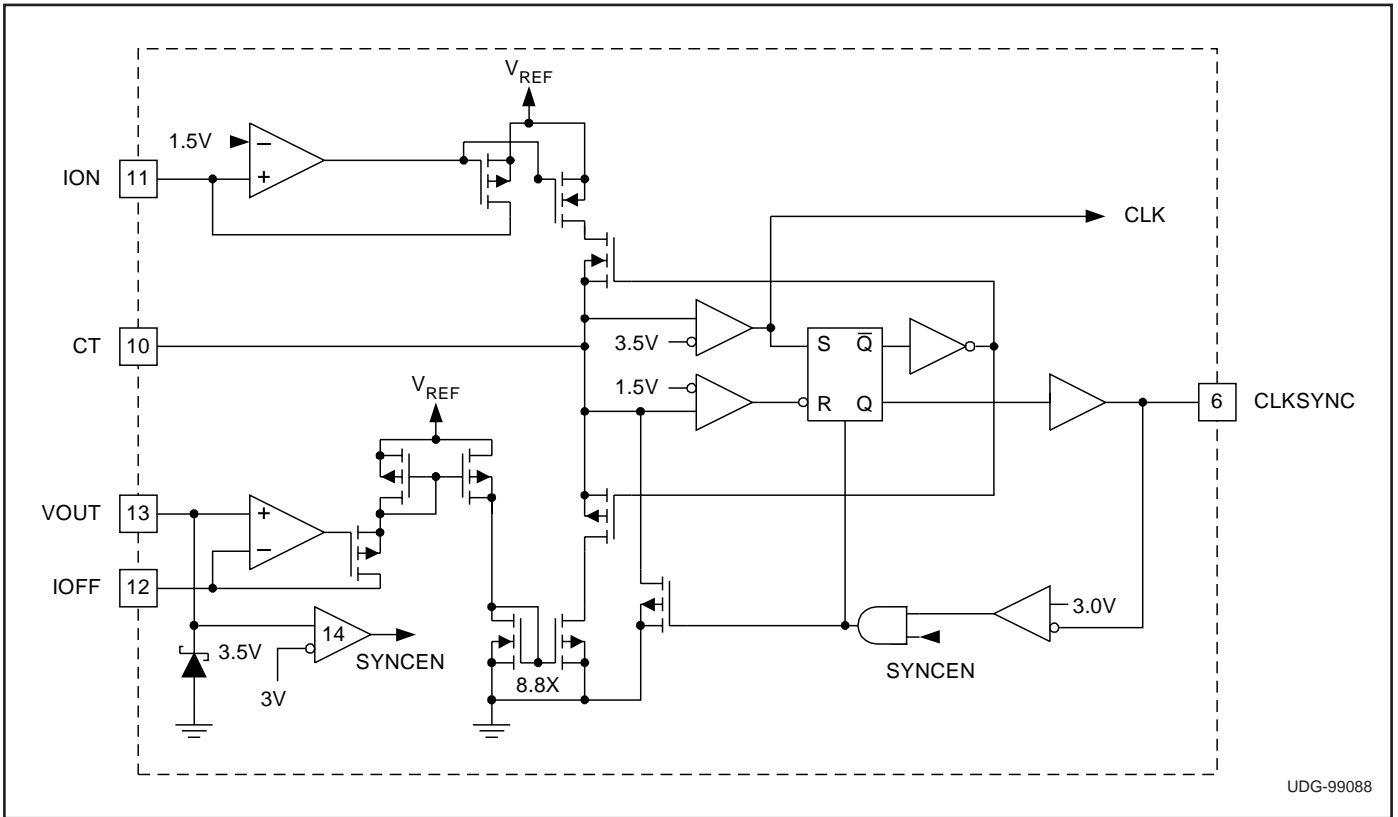 VREF
1.5V
−
+
ION
11
CLK
CT
10
3.5V
S
Q̅
VREF
1.5V
R
Q
6
CLKSYNC
VOUT
13
+
−
IOFF
12
3.0V
14
3.5V
SYNCEN
3V
8.8X
SYNCEN
UDG-99088